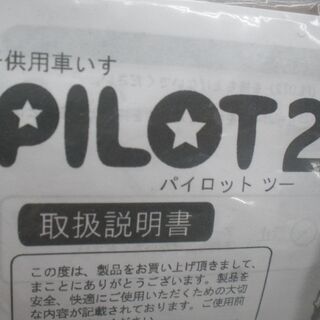 供用車いす
PILOT2
パイロット ツー
取扱説明書
この度は、製品をお買い上げ頂きまして、
まことにありがとうございます。製品を
安全、快適にご使用いただくための大切
な内容が記載されております。ご使用前